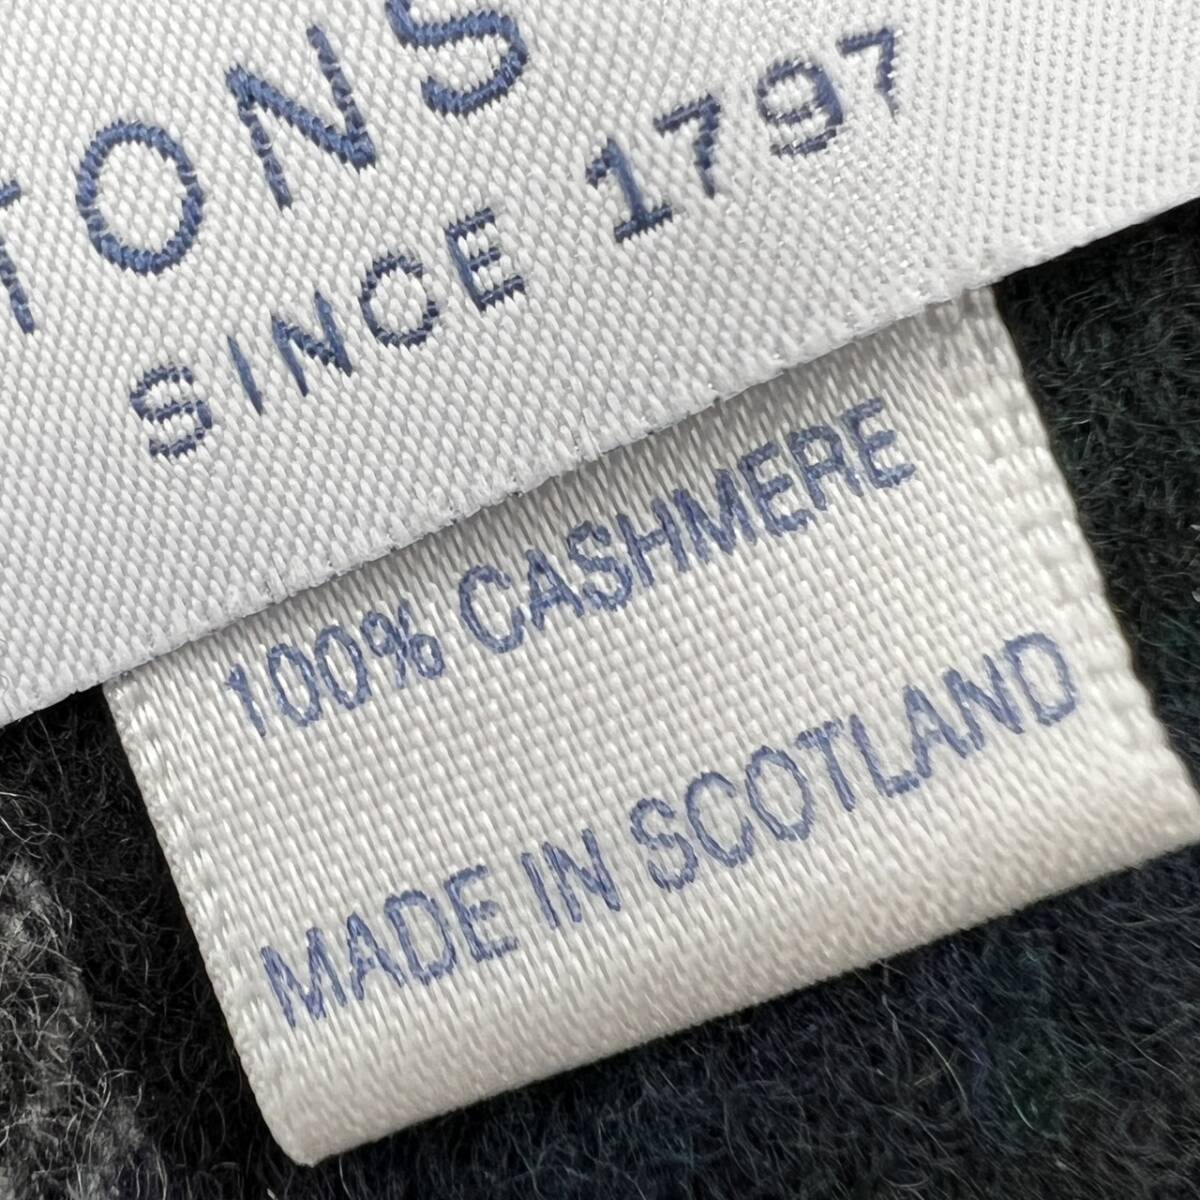 TONS
SINCE 1797
100% CASHMERE
MADE IN SCOTLAND